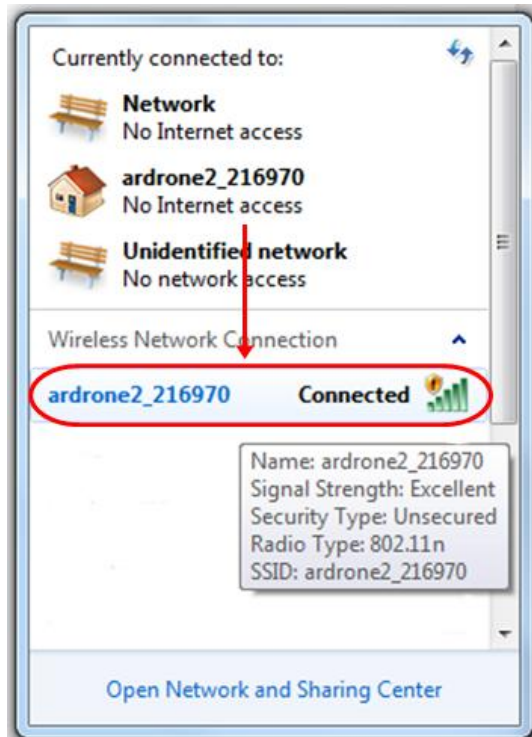 Currently connected to:
Network
No Internet access
ardrone2_216970
No Internet access
Unidentified network
No network access
Wireless Network Connection
ardrone2_216970 Connected
Name: ardrone2_216970
Signal Strength: Excellent
Security Type: Unsecured
Radio Type: 802.11n
SSID: ardrone2_216970
Open Network and Sharing Center